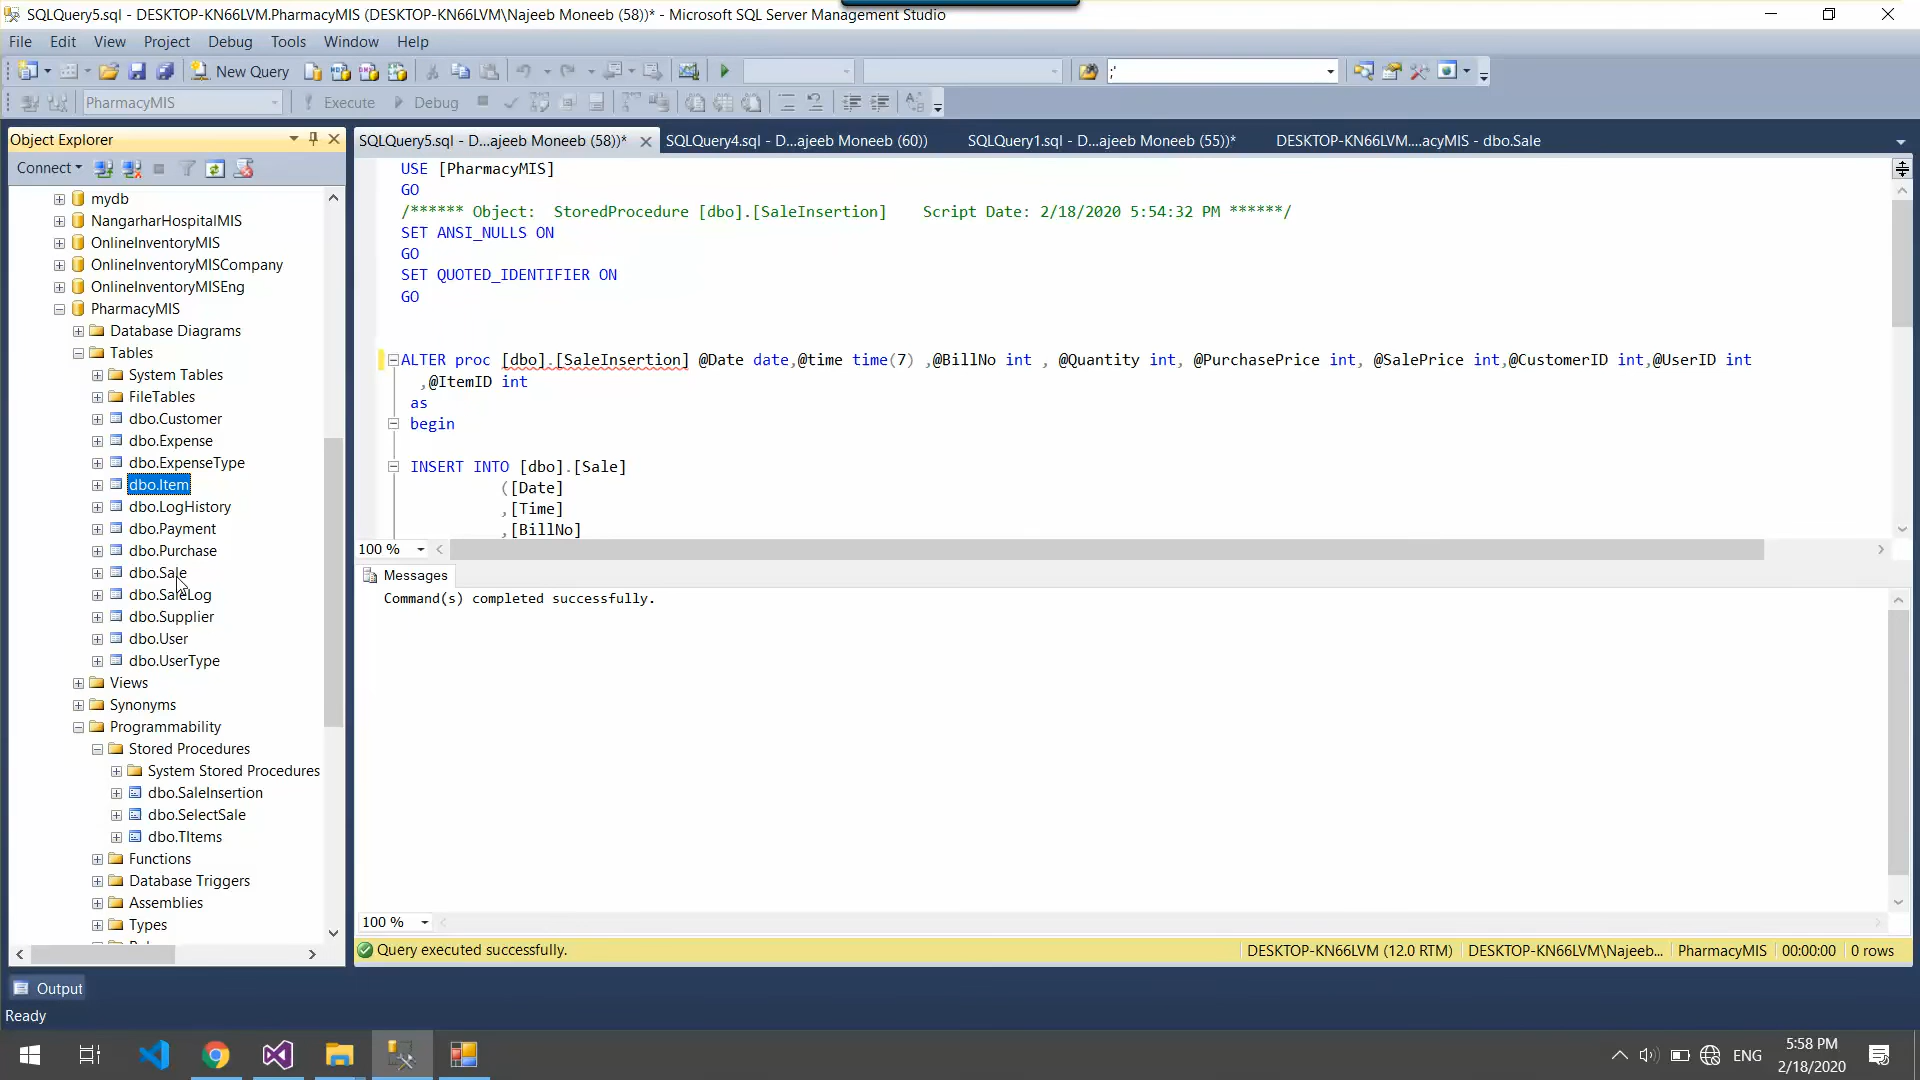 SQLQuery5.sql - DESKTOP-KN66LVM.PharmacyMIS (DESKTOP-KN66LVM\Najeeb Moneeb (58))* - Microsoft SQL Server Management Studio
File Edit View Project Debug Tools Window Help
New Query ;'
PharmacyMIS Execute Debug
Object Explorer
Connect
mydb
NangarharHospitalMIS
OnlineInventoryMIS
OnlineInventoryMISCompany
OnlineInventoryMISEng
PharmacyMIS
Database Diagrams
Tables
System Tables
FileTables
dbo.Customer
dbo.Expense
dbo.ExpenseType
dbo.Item
dbo.LogHistory
dbo.Payment
dbo.Purchase
dbo.Sale
dbo.SaleLog
dbo.Supplier
dbo.User
dbo.UserType
Views
Synonyms
Programmability
Stored Procedures
System Stored Procedures
dbo.SaleInsertion
dbo.SelectSale
dbo.TItems
Functions
Database Triggers
Assemblies
Types
SQLQuery5.sql - D...ajeeb Moneeb (58))* SQLQuery4.sql - D...ajeeb Moneeb (60)) SQLQuery1.sql - D...ajeeb Moneeb (55))* DESKTOP-KN66LVM....acyMIS - dbo.Sale
USE [PharmacyMIS]
GO
/****** Object:  StoredProcedure [dbo].[SaleInsertion]    Script Date: 2/18/2020 5:54:32 PM ******/
SET ANSI_NULLS ON
GO
SET QUOTED_IDENTIFIER ON
GO
ALTER proc [dbo].[SaleInsertion] @Date date,@time time(7) ,@BillNo int , @Quantity int, @PurchasePrice int, @SalePrice int,@CustomerID int,@UserID int
,@ItemID int
as
begin
INSERT INTO [dbo].[Sale]
([Date]
,[Time]
,[BillNo]
100 %
Messages
Command(s) completed successfully.
100 %
Query executed successfully. DESKTOP-KN66LVM (12.0 RTM) DESKTOP-KN66LVM\Najeeb... PharmacyMIS 00:00:00 0 rows
Output
Ready
ENG
5:58 PM
2/18/2020